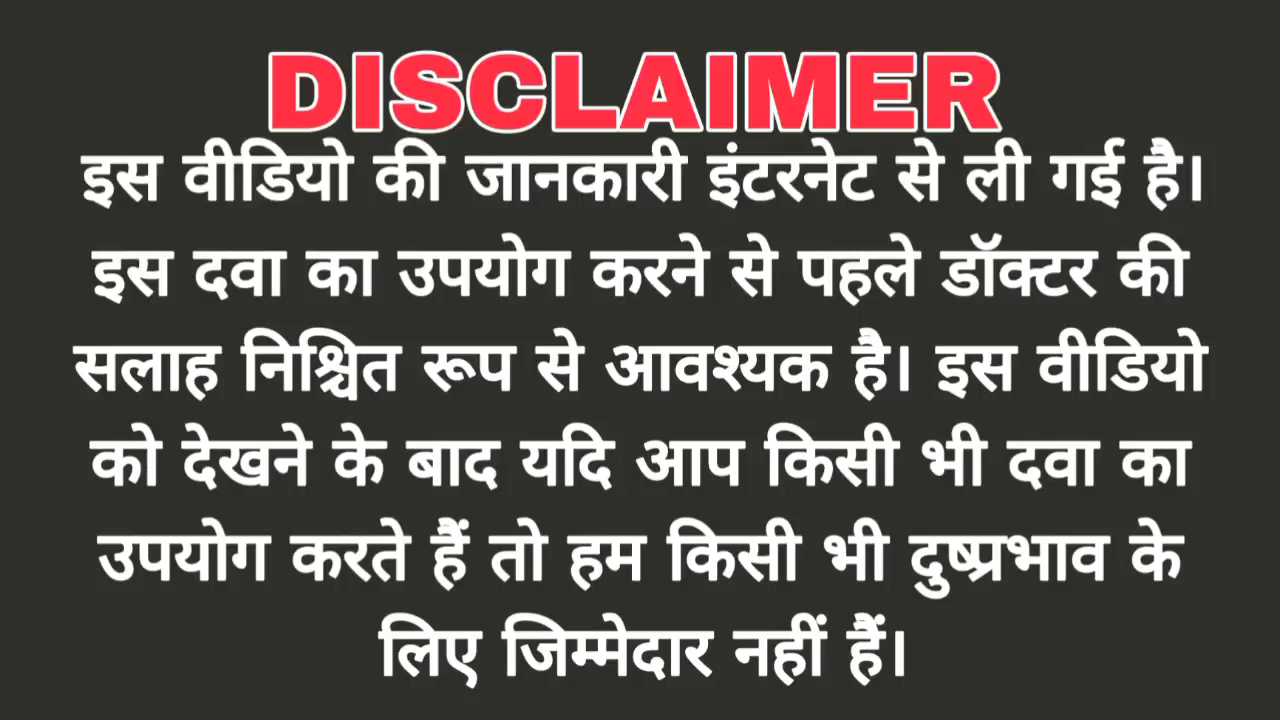 DISCLAIMER
इस वीडियो की जानकारी इंटरनेट से ली गई है।
इस दवा का उपयोग करने से पहले डॉक्टर की
सलाह निश्चित रूप से आवश्यक है। इस वीडियो
को देखने के बाद यदि आप किसी भी दवा का
उपयोग करते हैं तो हम किसी भी दुष्प्रभाव के
लिए जिम्मेदार नहीं हैं।